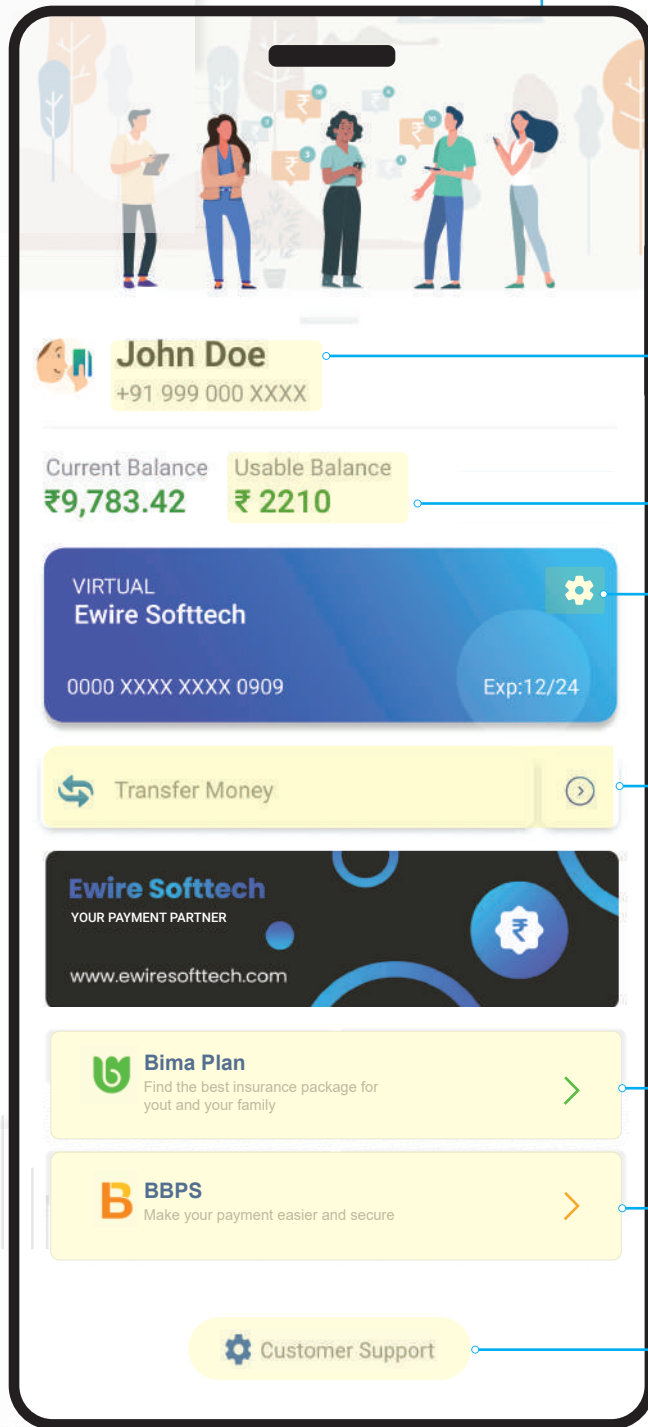 John Doe
+91 999 000 XXXX
Current Balance Usable Balance
₹9,783.42 ₹ 2210
VIRTUAL
Ewire Softtech
0000 XXXX XXXX 0909 Exp:12/24
Transfer Money
Ewire Softtech
YOUR PAYMENT PARTNER
₹
www.ewiresofttech.com
Bima Plan
Find the best insurance package for
yout and your family
BBPS
Make your payment easier and secure
Customer Support